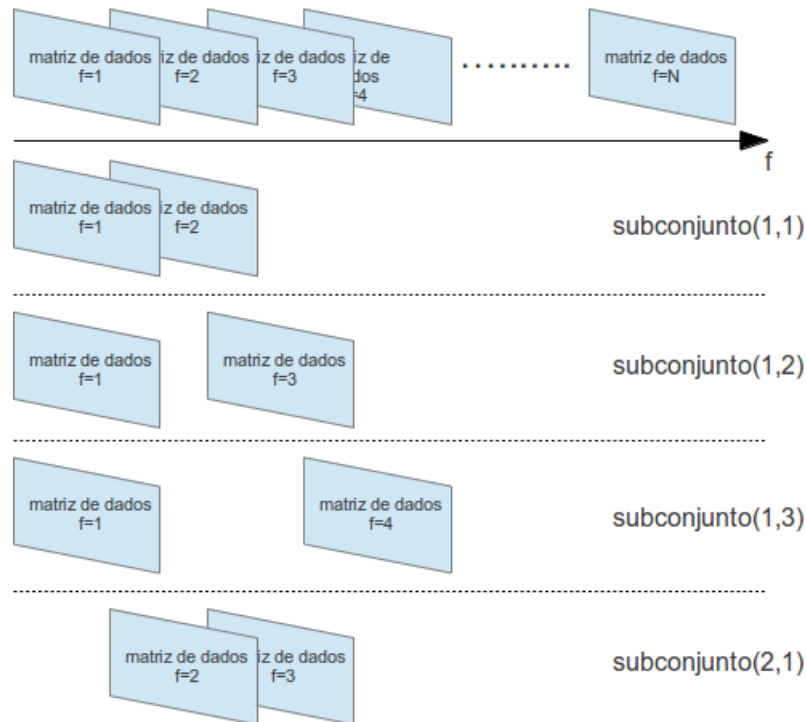 matriz de dados
f=1
iz de dados
f=2
iz de dados
f=3
iz de
dos
=4
..........
matriz de dados
f=N
f
matriz de dados
f=1
iz de dados
f=2
subconjunto(1,1)
matriz de dados
f=1
matriz de dados
f=3
subconjunto(1,2)
matriz de dados
f=1
matriz de dados
f=4
subconjunto(1,3)
matriz de dados
f=2
iz de dados
f=3
subconjunto(2,1)